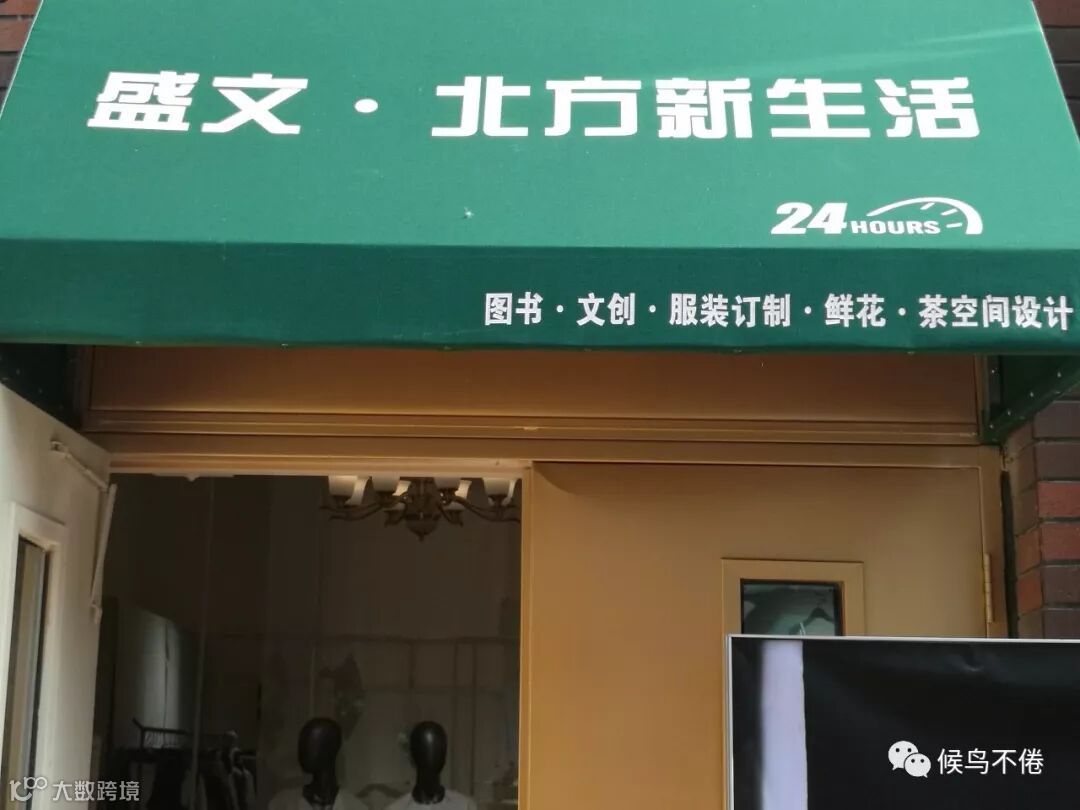 盛文·北方新生活
24 HOURS
图书·文创·服装订制·鲜花·茶空间设计
候鸟不倦
大数跨境